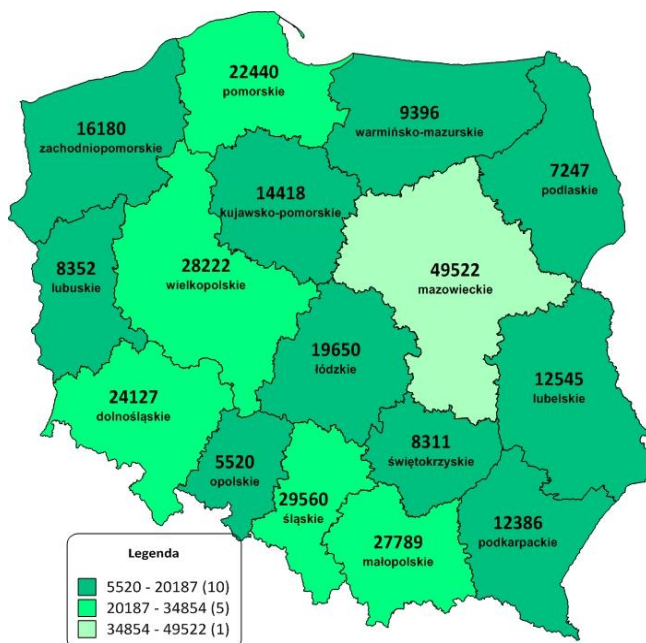 22440
pomorskie
9396
warmińsko-mazurskie
16180
zachodniopomorskie
7247
podlaskie
14418
kujawsko-pomorskie
8352
lubuskie
28222
wielkopolskie
49522
mazowieckie
19650
łódzkie
12545
lubelskie
24127
dolnośląskie
5520
opolskie
8311
świętokrzyskie
29560
śląskie
27789
małopolskie
12386
podkarpackie
Legenda
5520 - 20187 (10)
20187 - 34854 (5)
34854 - 49522 (1)